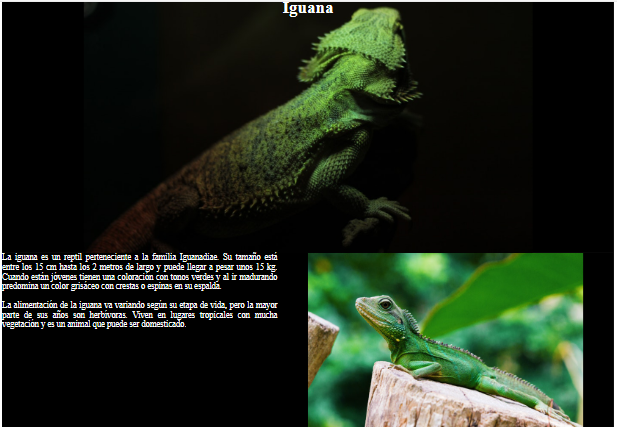 Iguana
La iguana es un reptil perteneciente a la familia Iguanadiae. Su tamaño está
entre los 15 cm hasta los 2 metros de largo y puede llegar a pesar unos 15 kg.
Cuando están jóvenes tienen una coloración con tonos verdes y al ir madurando
predomina un color grisáceo con crestas o espinas en su espalda.
La alimentación de la iguana va variando según su etapa de vida, pero la mayor
parte de sus años son herbívoras. Viven en lugares tropicales con mucha
vegetación y es un animal que puede ser domesticado.